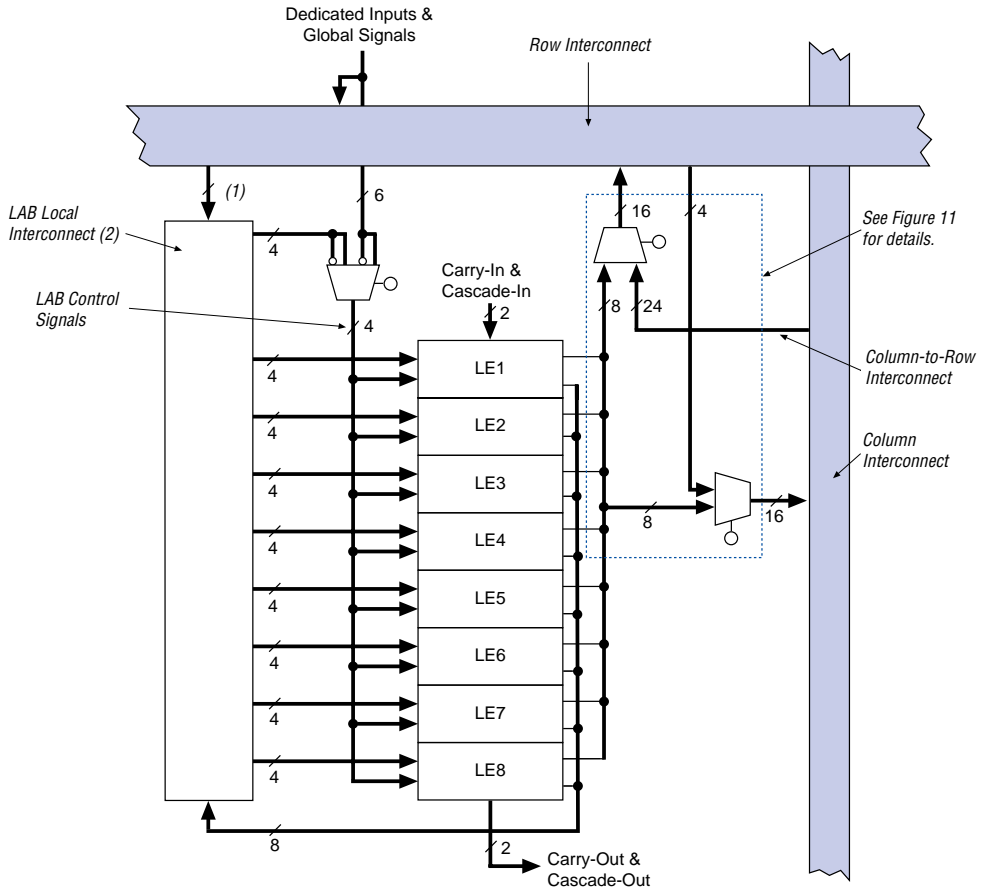 Dedicated Inputs &
Global Signals
Row Interconnect
(1)
6
16
4
LAB Local
Interconnect (2)
See Figure 11
for details.
4
Carry-In &
Cascade-In
LAB Control
Signals
4
2
8
24
Column-to-Row
Interconnect
LE1
4
LE2
4
Column
Interconnect
LE3
4
8
16
LE4
4
LE5
4
LE6
4
LE7
4
LE8
4
8
2
Carry-Out &
Cascade-Out